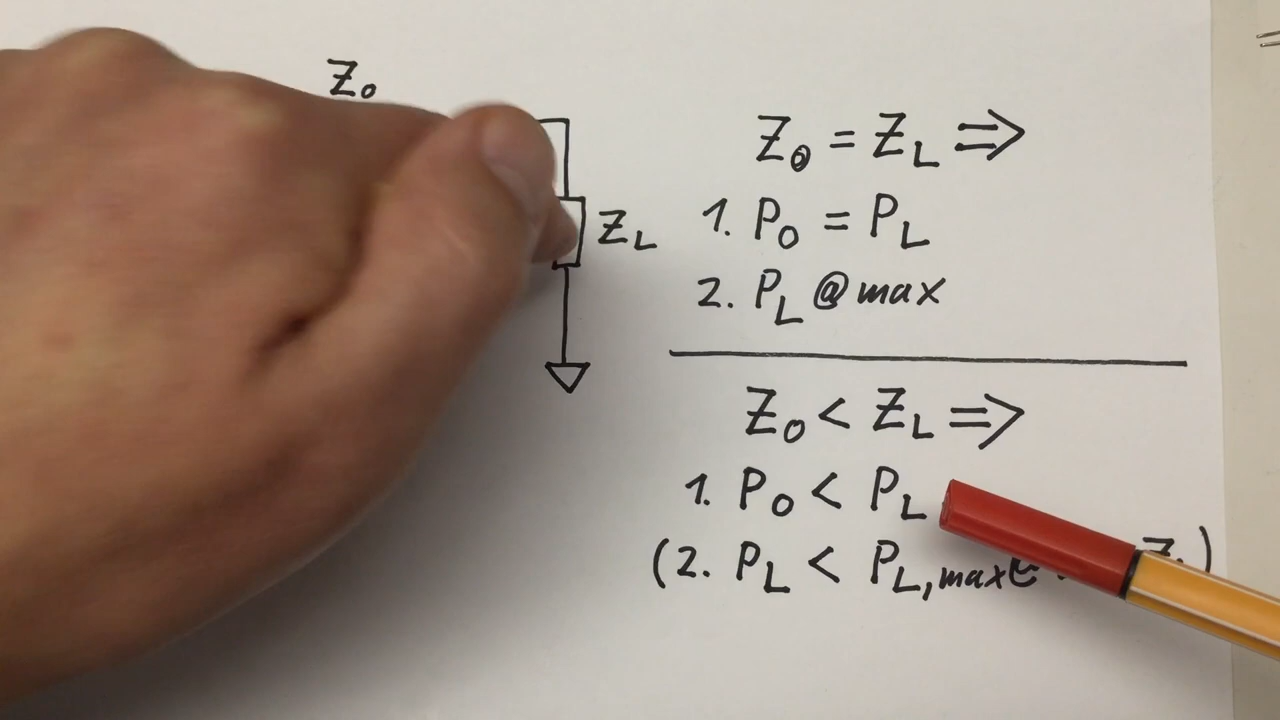 Z₀
Z_L
Z₀ = Z_L ⇒
1. P₀ = P_L
2. P_L @ max
Z₀ < Z_L ⇒
1. P₀ < P_L
(2. P_L < P_L,max @ )